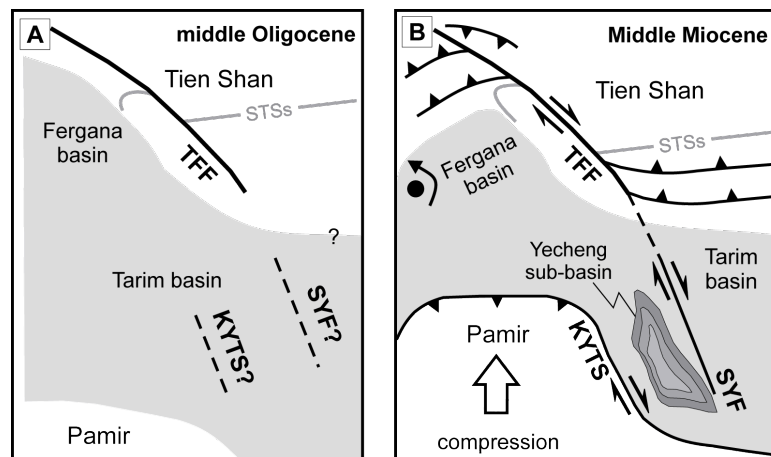 A
middle Oligocene
Tien Shan
STSs
Fergana
basin
TFF
?
Tarim basin
SYF?
KYTS?
Pamir
B
Middle Miocene
Tien Shan
STSs
TFF
Fergana
basin
Yecheng
sub-basin
Tarim
basin
Pamir
KYTS
SYF
compression